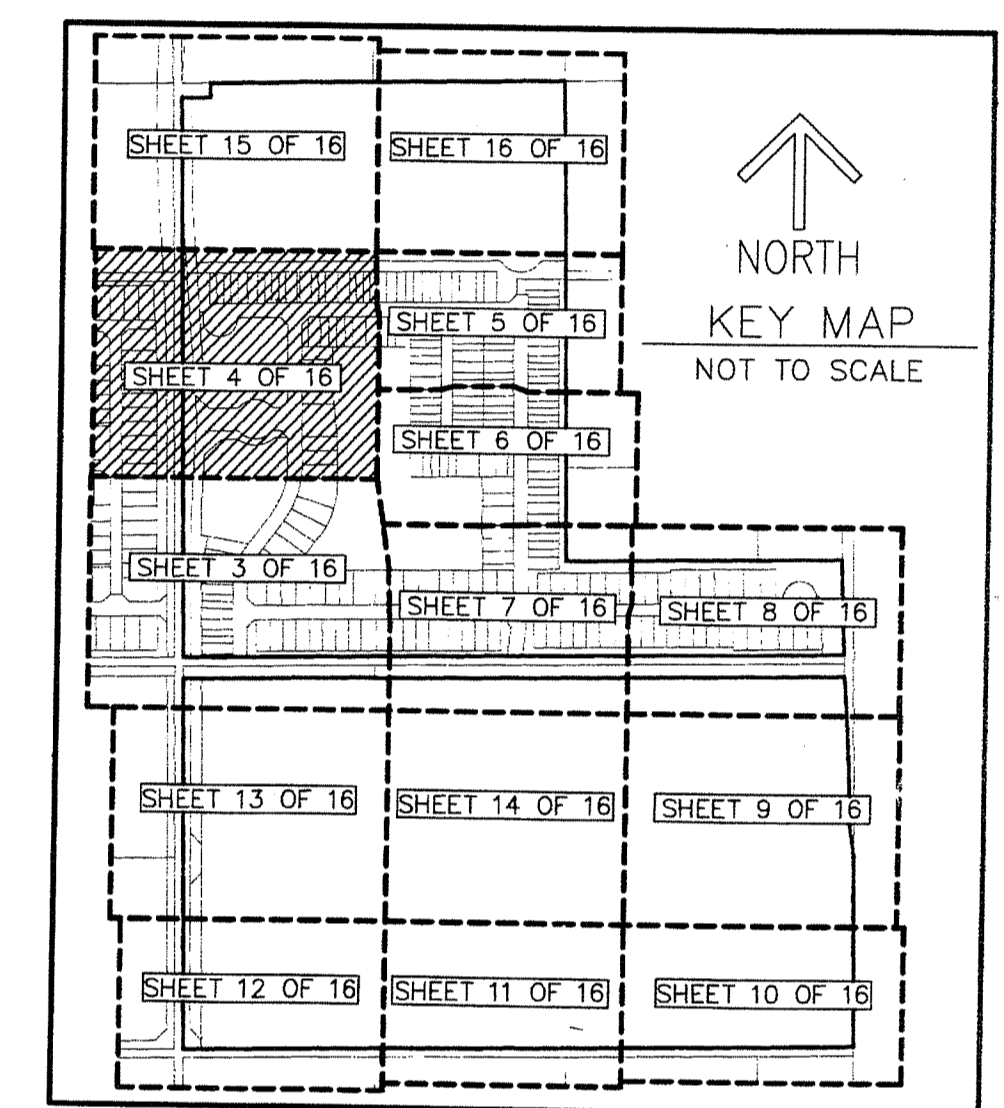 SHEET 15 OF 16
SHEET 16 OF 16
NORTH
KEY MAP
NOT TO SCALE
SHEET 5 OF 16
SHEET 4 OF 16
SHEET 6 OF 16
SHEET 3 OF 16
SHEET 7 OF 16
SHEET 8 OF 16
SHEET 13 OF 16
SHEET 14 OF 16
SHEET 9 OF 16
SHEET 12 OF 16
SHEET 11 OF 16
SHEET 10 OF 16